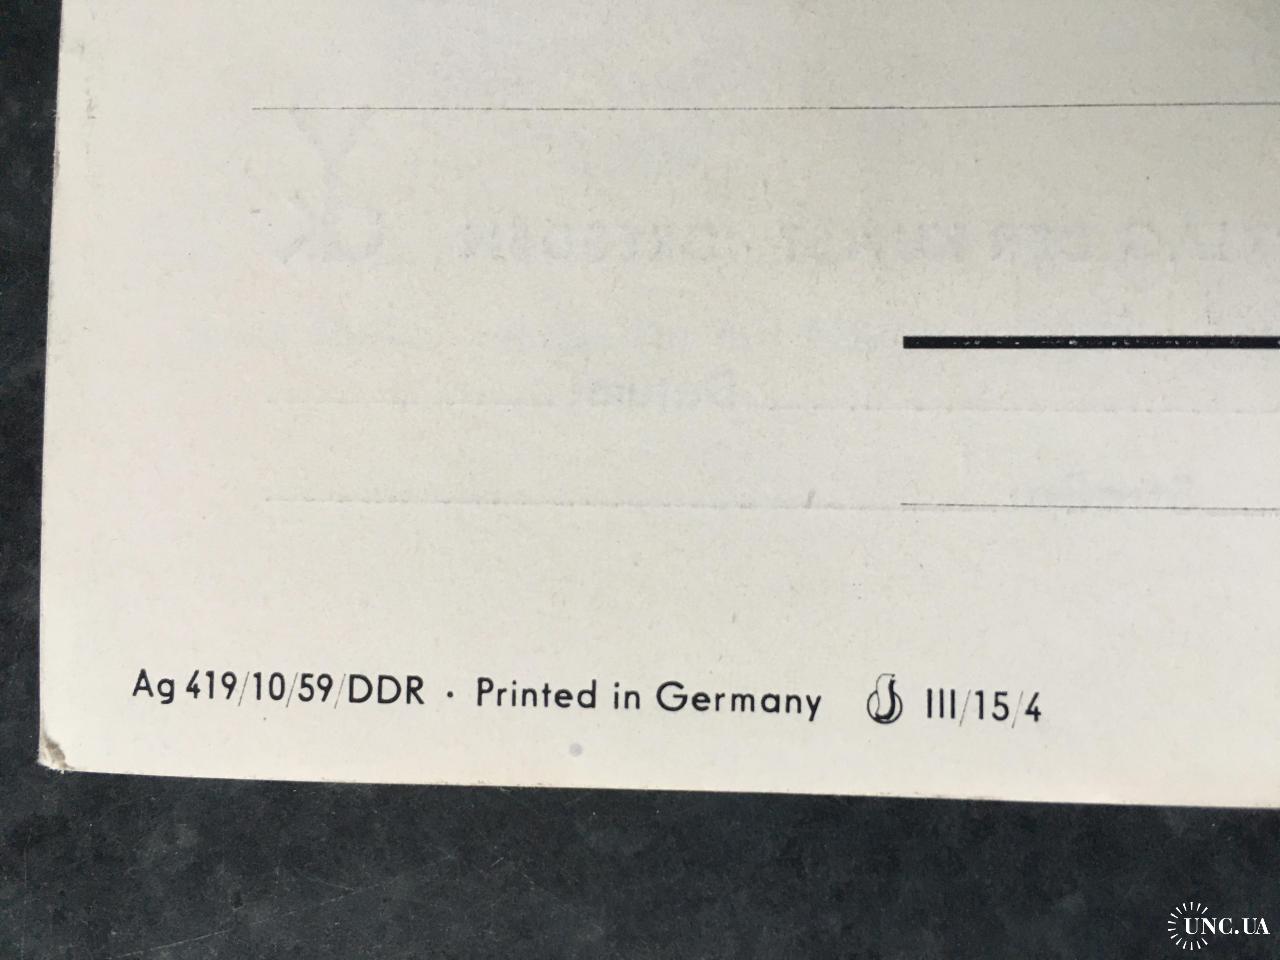 Ag 419/10/59/DDR · Printed in Germany III/15/4
UNC.UA